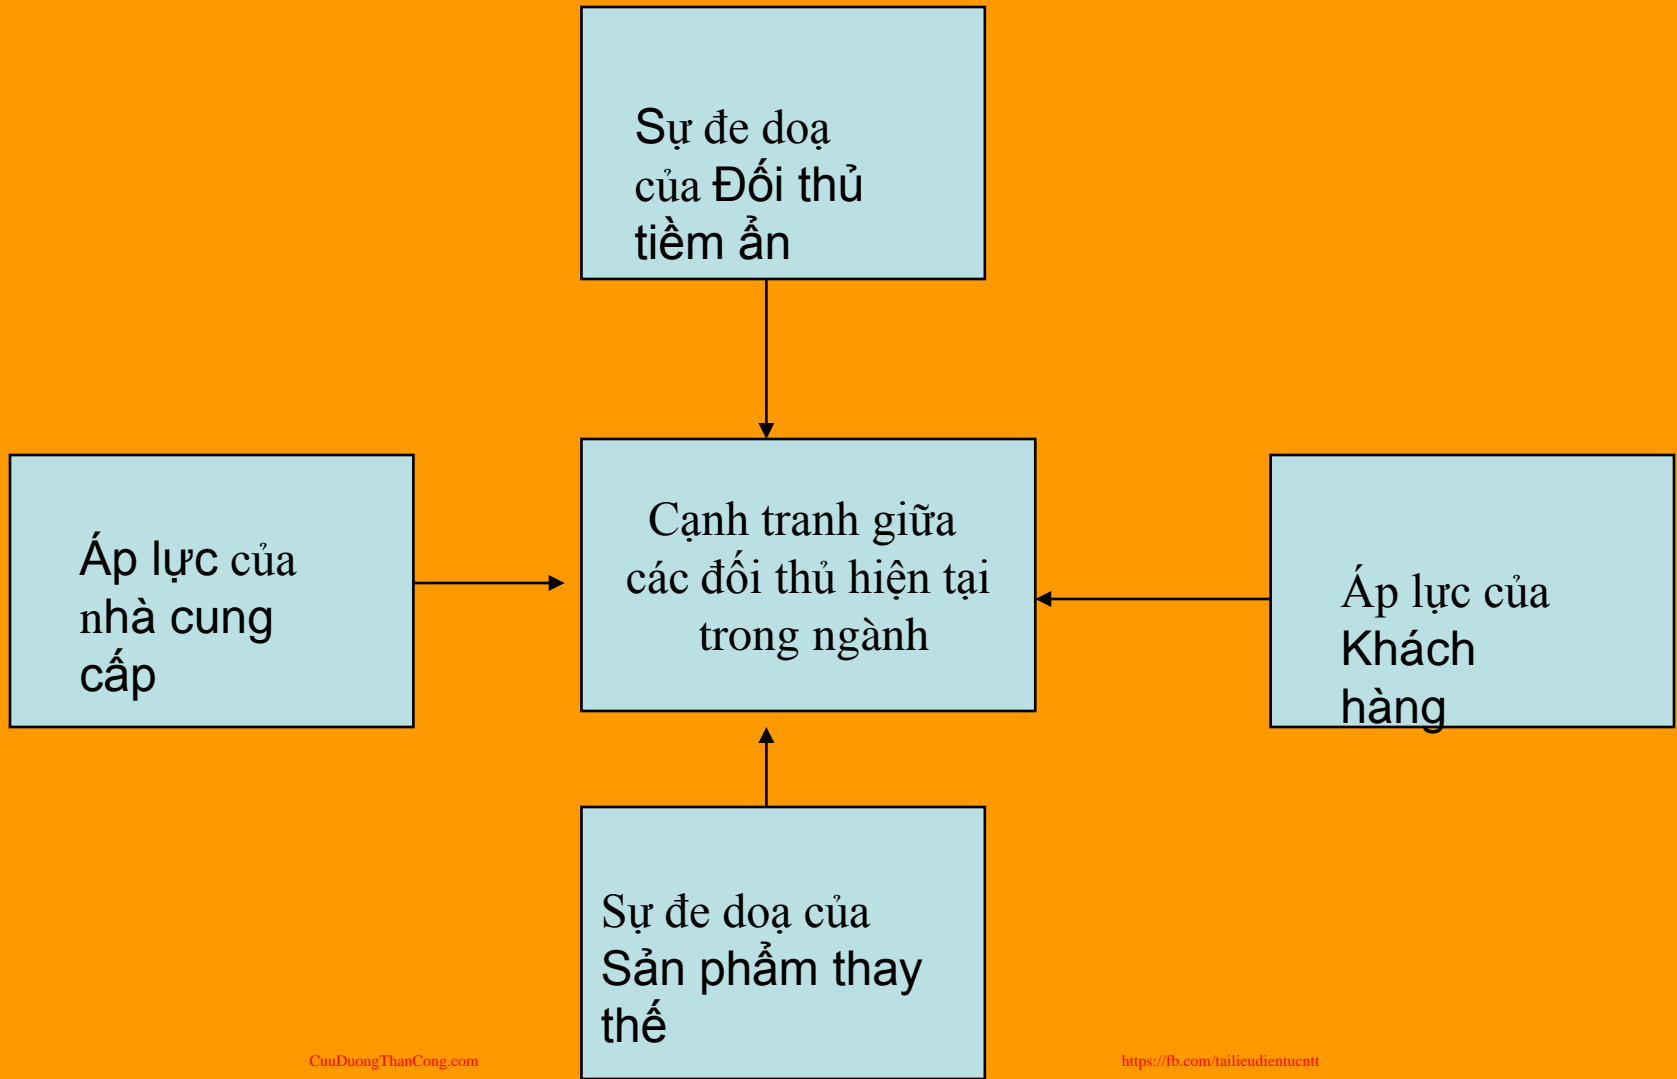 Sự đe doạ
của Đối thủ
tiềm ẩn
Áp lực của
nhà cung
cấp
Cạnh tranh giữa
các đối thủ hiện tại
trong ngành
Áp lực của
Khách
hàng
Sự đe doạ của
Sản phẩm thay
thế
CuuDuongThanCong.com
https://fb.com/tailieudientucntt